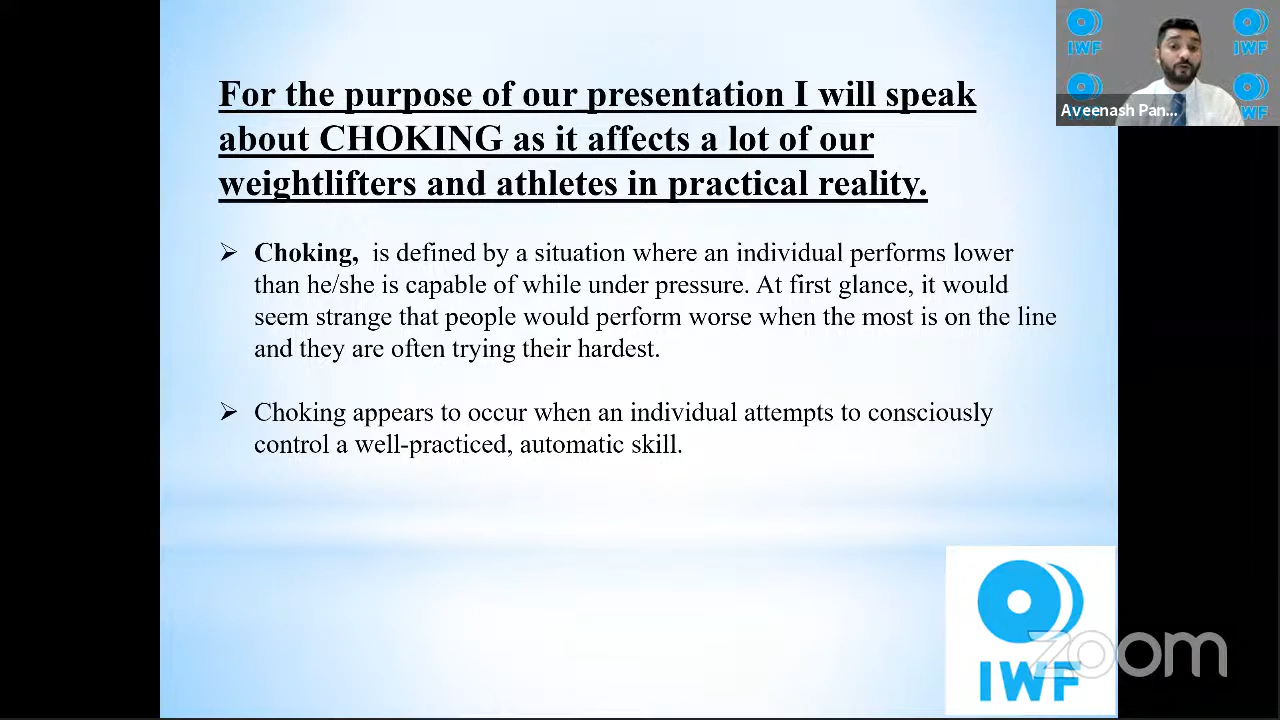 For the purpose of our presentation I will speak
about CHOKING as it affects a lot of our
weightlifters and athletes in practical reality.
Choking, is defined by a situation where an individual performs lower
than he/she is capable of while under pressure. At first glance, it would
seem strange that people would perform worse when the most is on the line
and they are often trying their hardest.
Choking appears to occur when an individual attempts to consciously
control a well-practiced, automatic skill.
IWF
IWF
Aveenash Pan...
WF
IWF
zoom